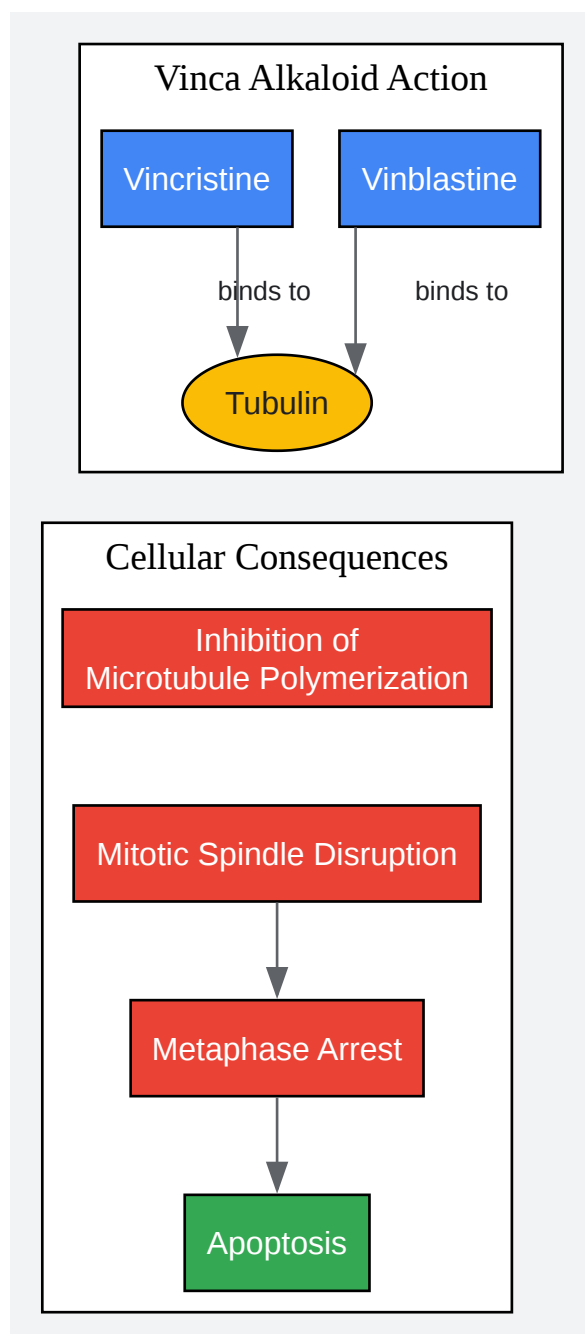 Vinca Alkaloid Action
Vincristine
Vinblastine
binds to
binds to
Tubulin
Cellular Consequences
Inhibition of
Microtubule Polymerization
Mitotic Spindle Disruption
Metaphase Arrest
Apoptosis